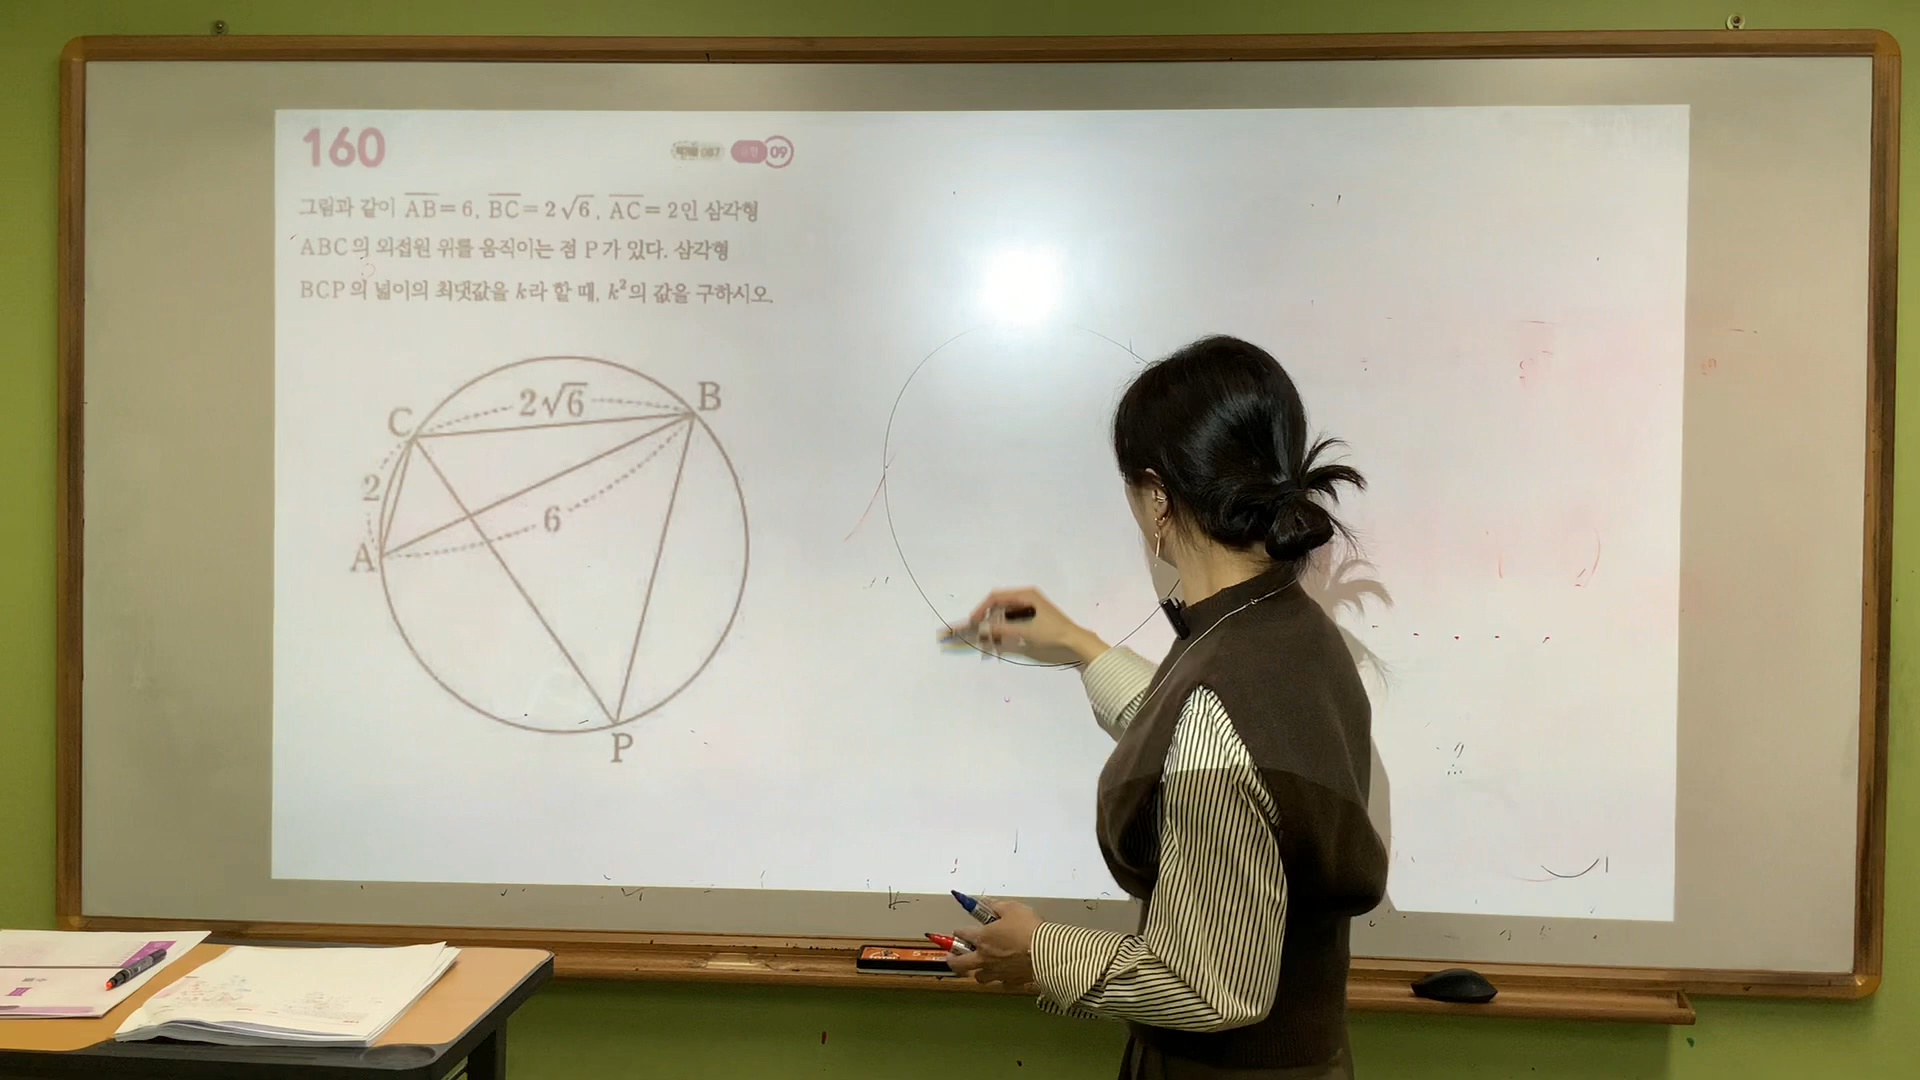 160
087
09
그림과 같이 AB=6, BC=2√6, AC=2인 삼각형
ABC의 외접원 위를 움직이는 점 P가 있다. 삼각형
BCP의 넓이의 최댓값을 k라 할 때, k²의 값을 구하시오.
C
2√6
B
2
6
A
P